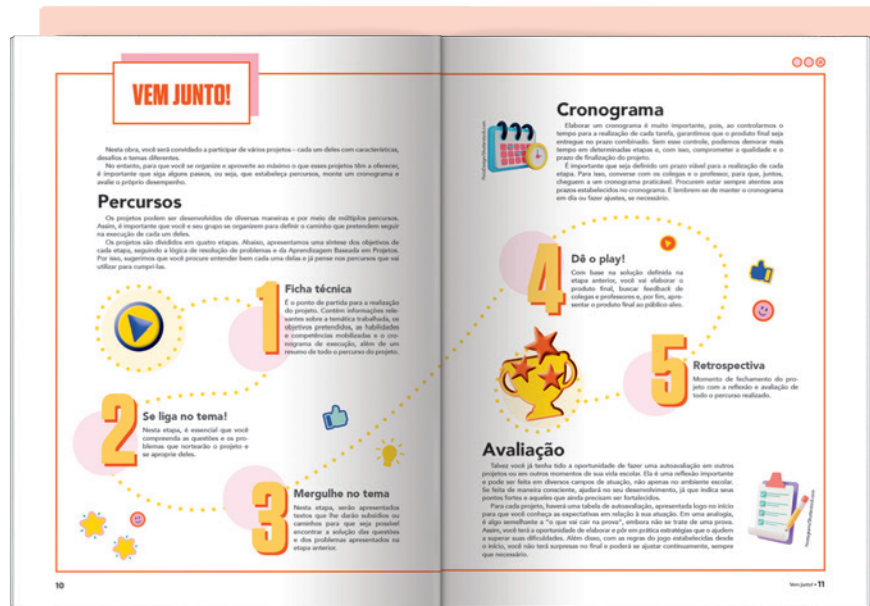 VEM JUNTO!
Nesta obra, você será convidado a participar de vários projetos – cada um deles com características,
desafios e temas diferentes.
No entanto, para que você se organize e aproveite ao máximo o que esses projetos têm a oferecer,
é importante que siga alguns passos, ou seja, que estabeleça percursos, monte um cronograma e
avalie o próprio desempenho.
Percursos
Os projetos podem ser desenvolvidos de diversas maneiras e por meio de múltiplos percursos.
Assim, é importante que você e seu grupo se organizem para definir o caminho que pretendem seguir
na execução de cada um deles.
Os projetos são divididos em quatro etapas. Abaixo, apresentamos uma síntese dos objetivos de
cada etapa, seguindo a lógica de resolução de problemas e da Aprendizagem Baseada em Projetos.
Por isso, sugerimos que você procure entender bem cada uma delas e já pense nos percursos que vai
utilizar para cumpri-las.
1
Ficha técnica
É o ponto de partida para a realização
do projeto. Contém informações rele-
vantes sobre a temática trabalhada, os
objetivos pretendidos, as habilidades
e competências mobilizadas e o cro-
nograma de execução, além de um
resumo de todo o percurso do projeto.
2
Se liga no tema!
Nesta etapa, é essencial que você
compreenda as questões e os pro-
blemas que nortearão o projeto e
se aproprie deles.
3
Mergulhe no tema
Nesta etapa, serão apresentados
textos que lhe darão subsídios ou
caminhos para que seja possível
encontrar a solução das questões
e dos problemas apresentados na
etapa anterior.
10
Cronograma
Elaborar um cronograma é muito importante, pois, ao controlarmos o
tempo para a realização de cada tarefa, garantimos que o produto final seja
entregue no prazo combinado. Sem esse controle, podemos demorar mais
tempo em determinadas etapas e, com isso, comprometer a qualidade e o
prazo de finalização do projeto.
É importante que seja definido um prazo viável para a realização de cada
etapa. Para isso, converse com os colegas e o professor, para que, juntos,
cheguem a um cronograma praticável. Procurem estar sempre atentos aos
prazos estabelecidos no cronograma. E lembrem-se de manter o cronograma
em dia ou fazer ajustes, se necessário.
4
Dê o play!
Com base na solução definida na
etapa anterior, você vai elaborar o
produto final, buscar feedback de
colegas e professores e, por fim, apre-
sentar o produto final ao público-alvo.
5
Retrospectiva
Momento de fechamento do pro-
jeto com a reflexão e avaliação de
todo o percurso realizado.
Avaliação
Talvez você já tenha tido a oportunidade de fazer uma autoavaliação em outros
projetos ou em outros momentos de sua vida escolar. Ela é uma reflexão importante
e pode ser feita em diversos campos de atuação, não apenas no ambiente escolar.
Se feita de maneira consciente, ajudará no seu desenvolvimento, já que indica seus
pontos fortes e aqueles que ainda precisam ser fortalecidos.
Para cada projeto, haverá uma tabela de autoavaliação, apresentada logo no início
para que você conheça as expectativas em relação à sua atuação. Em uma analogia,
é algo semelhante a "o que vai cair na prova", embora não se trate de uma prova.
Assim, você terá a oportunidade de elaborar e pôr em prática estratégias que o ajudem
a superar suas dificuldades. Além disso, com as regras do jogo estabelecidas desde
o início, você não terá surpresas no final e poderá se ajustar continuamente, sempre
que necessário.
Vem junto! • 11